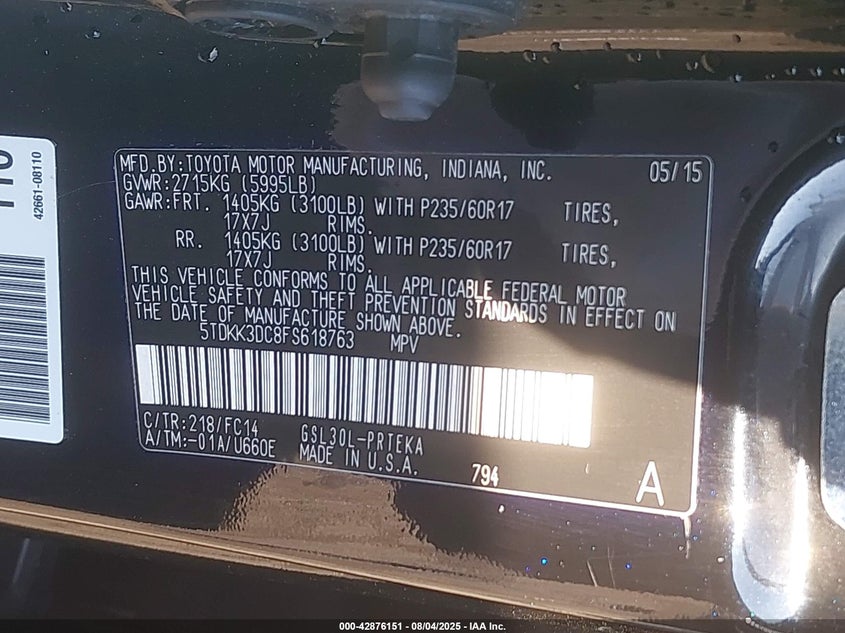 42661-08110
MFD.BY:TOYOTA MOTOR MANUFACTURING, INDIANA, INC. 05/15
GVWR:2715KG (5995LB)
GAWR:FRT. 1405KG (3100LB) WITH P235/60R17 TIRES,
17X7J RIMS.
RR. 1405KG (3100LB) WITH P235/60R17 TIRES,
17X7J RIMS.
THIS VEHICLE CONFORMS TO ALL APPLICABLE FEDERAL MOTOR
VEHICLE SAFETY AND THEFT PREVENTION STANDARDS IN EFFECT ON
THE DATE OF MANUFACTURE SHOWN ABOVE.
5TDKK3DC8FS618763 MPV
C/TR:218/FC14 GSL30L-PRTEKA
A/TM:-01A/U660E MADE IN U.S.A. 794 A
000-42876151 - 08/04/2025 - IAA Inc.